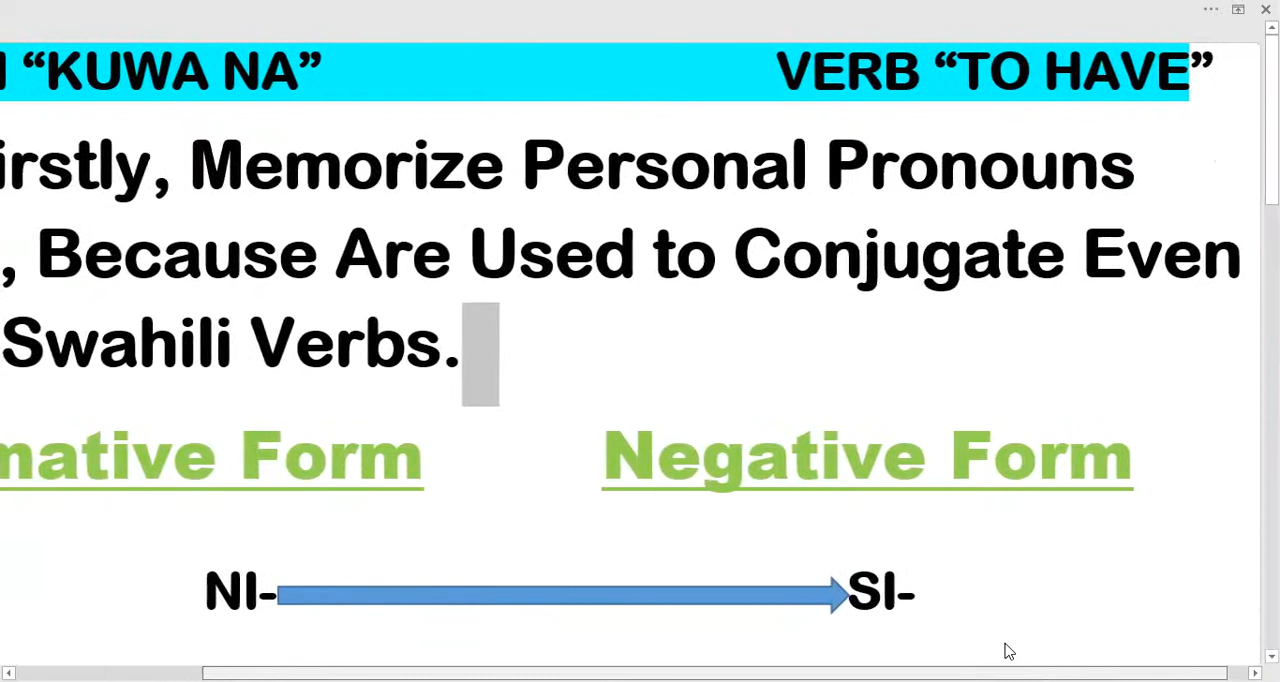 “KUWA NA” VERB “TO HAVE”
irstly, Memorize Personal Pronouns
, Because Are Used to Conjugate Even
Swahili Verbs.
mative Form Negative Form
NI- SI-